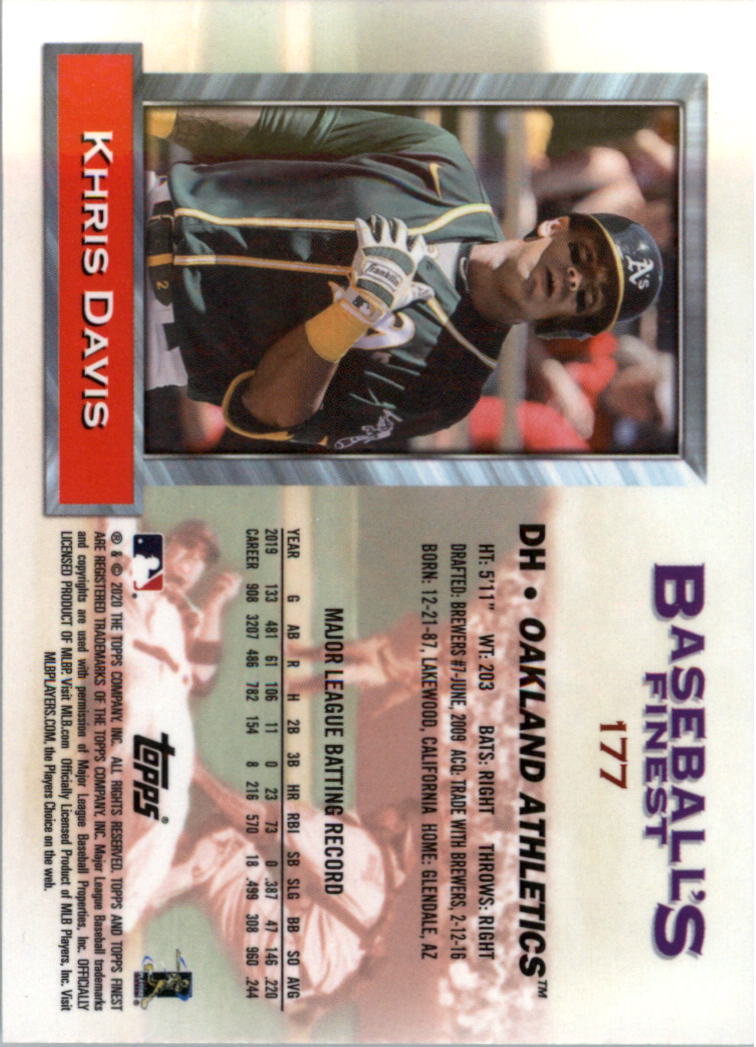 BASEBALL'S
FINEST
177
A's
Franklin
2
KHRIS DAVIS
DH • OAKLAND ATHLETICS™
HT: 5'11" WT: 203 BATS: RIGHT THROWS: RIGHT
DRAFTED: BREWERS #7-JUNE, 2009 ACQ: TRADE WITH BREWERS, 2-12-16
BORN: 12-21-87, LAKEWOOD, CALIFORNIA HOME: GLENDALE, AZ
MAJOR LEAGUE BATTING RECORD
YEAR G AB R H 2B 3B HR RBI SB SLG BB SO AVG
2019 133 481 61 106 11 0 23 73 0 .387 47 146 .220
CAREER 908 3207 486 782 154 8 216 570 18 .499 308 960 .244
topps®
® & © 2020 THE TOPPS COMPANY, INC. ALL RIGHTS RESERVED. TOPPS AND TOPPS FINEST
ARE REGISTERED TRADEMARKS OF THE TOPPS COMPANY, INC. Major League Baseball trademarks
and copyrights are used with permission of Major League Baseball Properties, Inc. OFFICIALLY
LICENSED PRODUCT OF MLBP. Visit MLB.com Officially Licensed Product of MLB Players, Inc. Visit
MLBPLAYERS.COM, the Players Choice on the web.